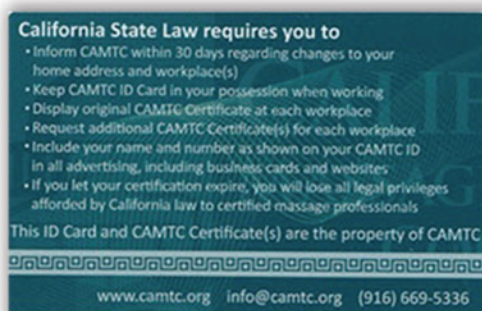 California State Law requires you to
• Inform CAMTC within 30 days regarding changes to your
home address and workplace(s)
• Keep CAMTC ID Card in your possession when working
• Display original CAMTC Certificate at each workplace
• Request additional CAMTC Certificate(s) for each workplace
• Include your name and number as shown on your CAMTC ID
in all advertising, including business cards and websites
• If you let your certification expire, you will lose all legal privileges
afforded by California law to certified massage professionals
This ID Card and CAMTC Certificate(s) are the property of CAMTC
www.camtc.org info@camtc.org (916) 669-5336